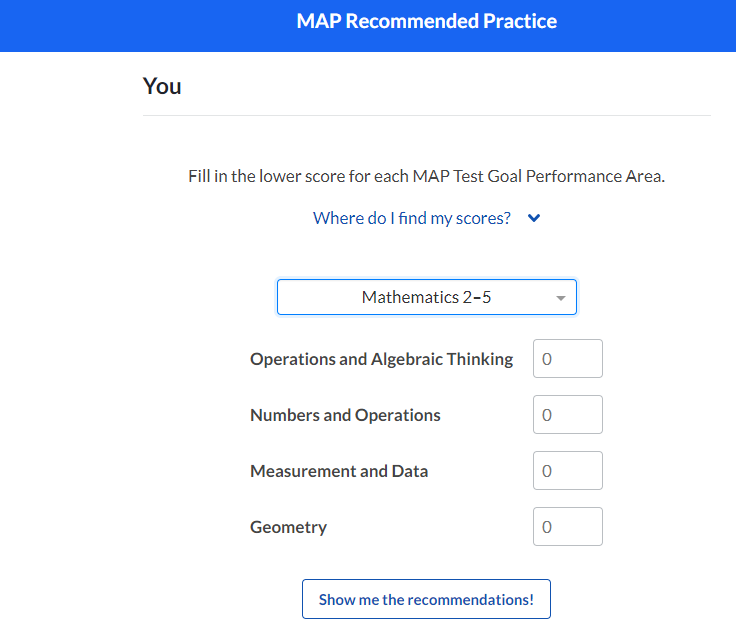 MAP Recommended Practice
You
Fill in the lower score for each MAP Test Goal Performance Area.
Where do I find my scores?
Mathematics 2–5
Operations and Algebraic Thinking 0
Numbers and Operations 0
Measurement and Data 0
Geometry 0
Show me the recommendations!